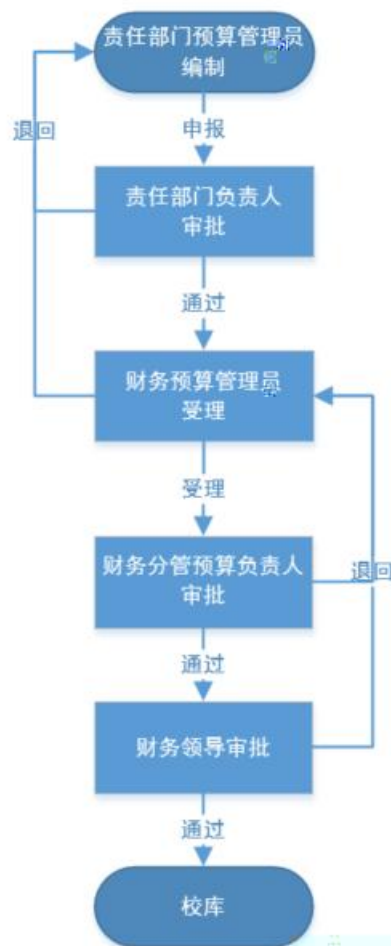 责任部门预算管理员
编制
退回
申报
责任部门负责人
审批
通过
财务预算管理员
受理
受理
财务分管预算负责人
审批
退回
通过
财务领导审批
通过
校库